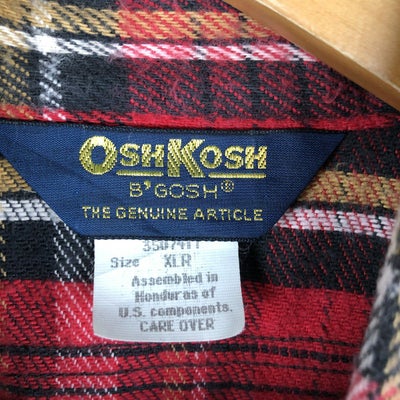 OSHKOSH
B'GOSH®
THE GENUINE ARTICLE
Size XLR
Assembled in
Honduras of
U.S. components.
CARE OVER